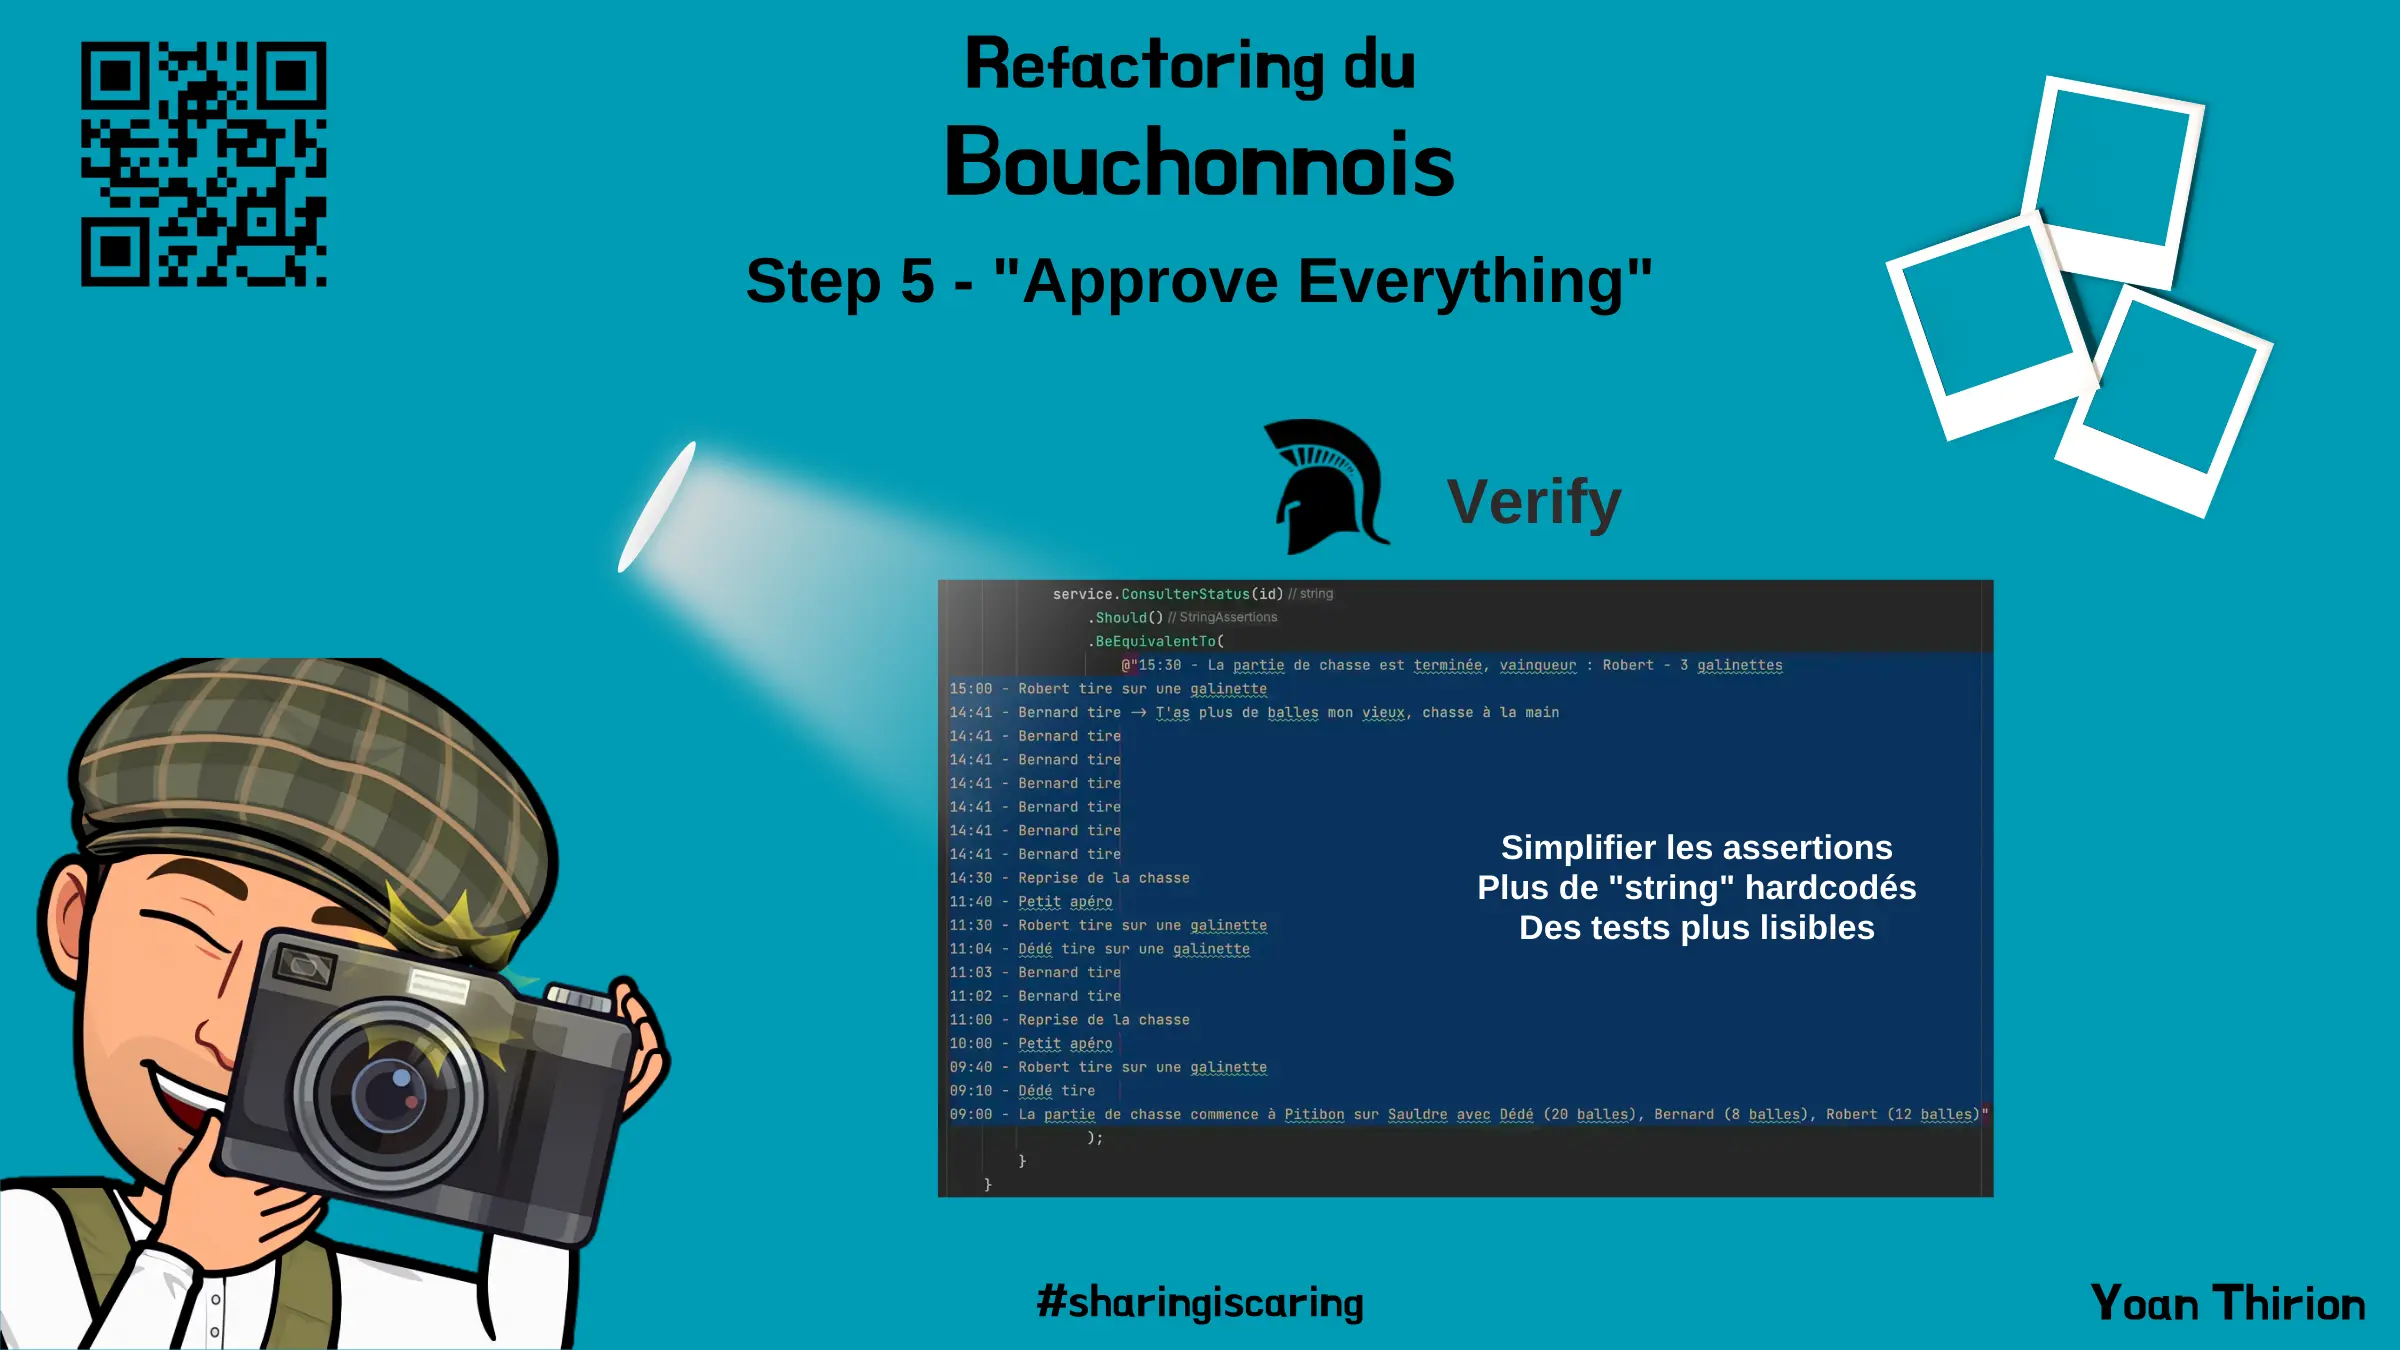 Refactoring du
Bouchonnois
Step 5 - "Approve Everything"
Verify
service.ConsulterStatus(id) // string
.Should() // StringAssertions
.BeEquivalentTo(
@"15:30 - La partie de chasse est terminée, vainqueur : Robert - 3 galinettes
15:00 - Robert tire sur une galinette
14:41 - Bernard tire -> T'as plus de balles mon vieux, chasse à la main
14:41 - Bernard tire
14:41 - Bernard tire
14:41 - Bernard tire
14:41 - Bernard tire
14:41 - Bernard tire
14:41 - Bernard tire
14:30 - Reprise de la chasse
11:40 - Petit apéro
11:30 - Robert tire sur une galinette
11:04 - Dédé tire sur une galinette
11:03 - Bernard tire
11:02 - Bernard tire
11:00 - Reprise de la chasse
10:00 - Petit apéro
09:40 - Robert tire sur une galinette
09:10 - Dédé tire
09:00 - La partie de chasse commence à Pitibon sur Sauldre avec Dédé (20 balles), Bernard (8 balles), Robert (12 balles)"
);
}
}
Simplifier les assertions
Plus de "string" hardcodés
Des tests plus lisibles
#sharingiscaring
Yoan Thirion